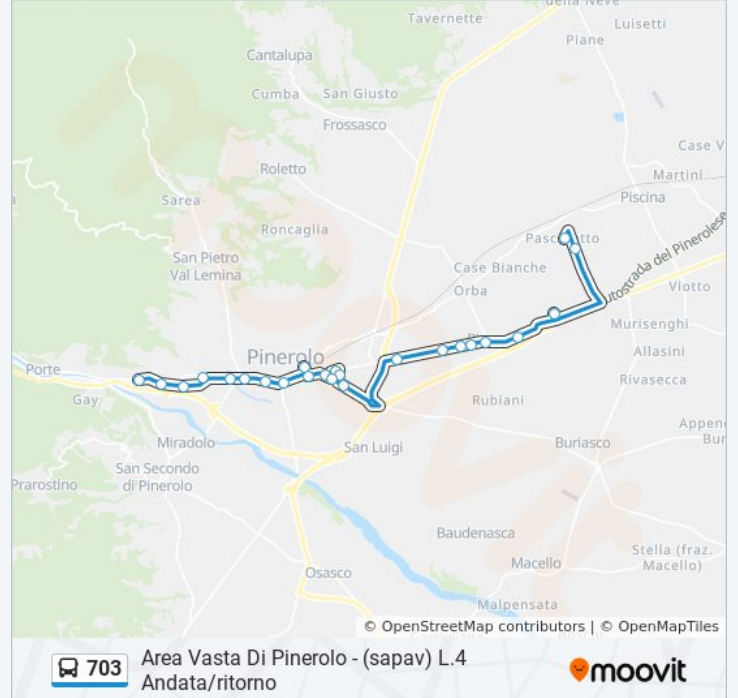 della Neve
Tavernette
Luisetti
Piane
Cantalupa
Cumba
San Giusto
Frossasco
Case V
Roletto
Martini
Sarea
Piscina
Roncaglia
San Pietro
Val Lemina
Case Bianche
Orba
utostrada del Pinerolese
Viotto
Murisenghi
Pinerolo
Allasini
Porte
Gay
Rivasecca
Rubiani
Miradolo
San Luigi
Buriasco
San Secondo
di Pinerolo
Prarostino
Baudenasca
Stella (fraz.
Macello)
Macello
Osasco
Malpensata
© OpenStreetMap contributors | © OpenMapTiles
703
Area Vasta Di Pinerolo - (sapav) L.4
Andata/ritorno
moovit